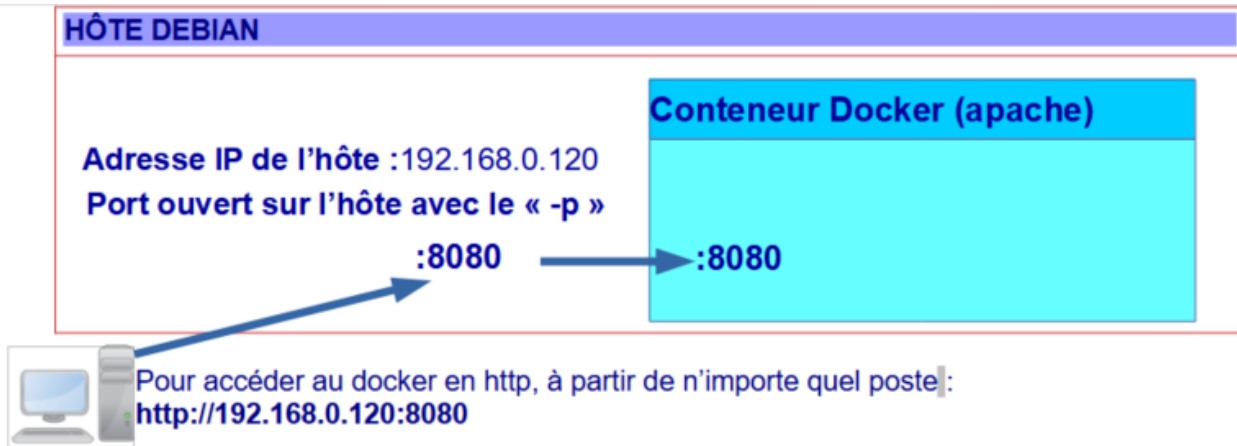 HÔTE DEBIAN
Conteneur Docker (apache)
Adresse IP de l'hôte :192.168.0.120
Port ouvert sur l'hôte avec le « -p »
:8080
:8080
Pour accéder au docker en http, à partir de n'importe quel poste :
http://192.168.0.120:8080